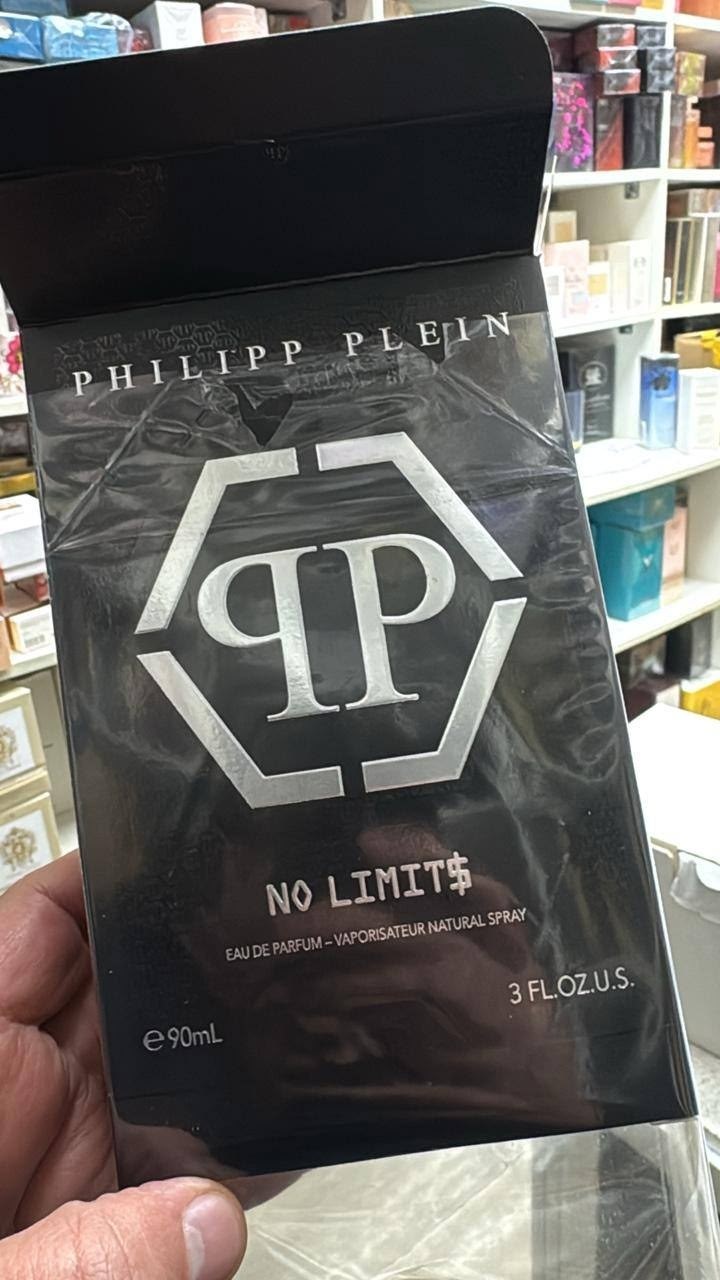 PHILIPP PLEIN
PP
NO LIMIT$
EAU DE PARFUM – VAPORISATEUR NATURAL SPRAY
3 FL.OZ.U.S.
℮90mL